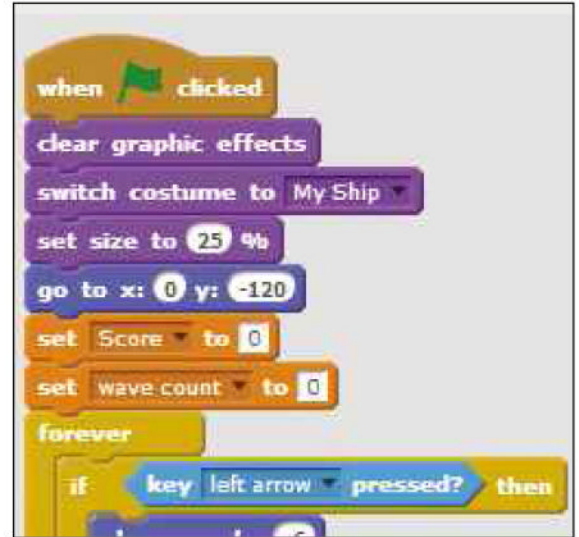 when clicked
clear graphic effects
switch costume to My Ship
set size to 25 %
go to x: 0 y: -120
set Score to 0
set wave count to 0
forever
if key left arrow pressed? then